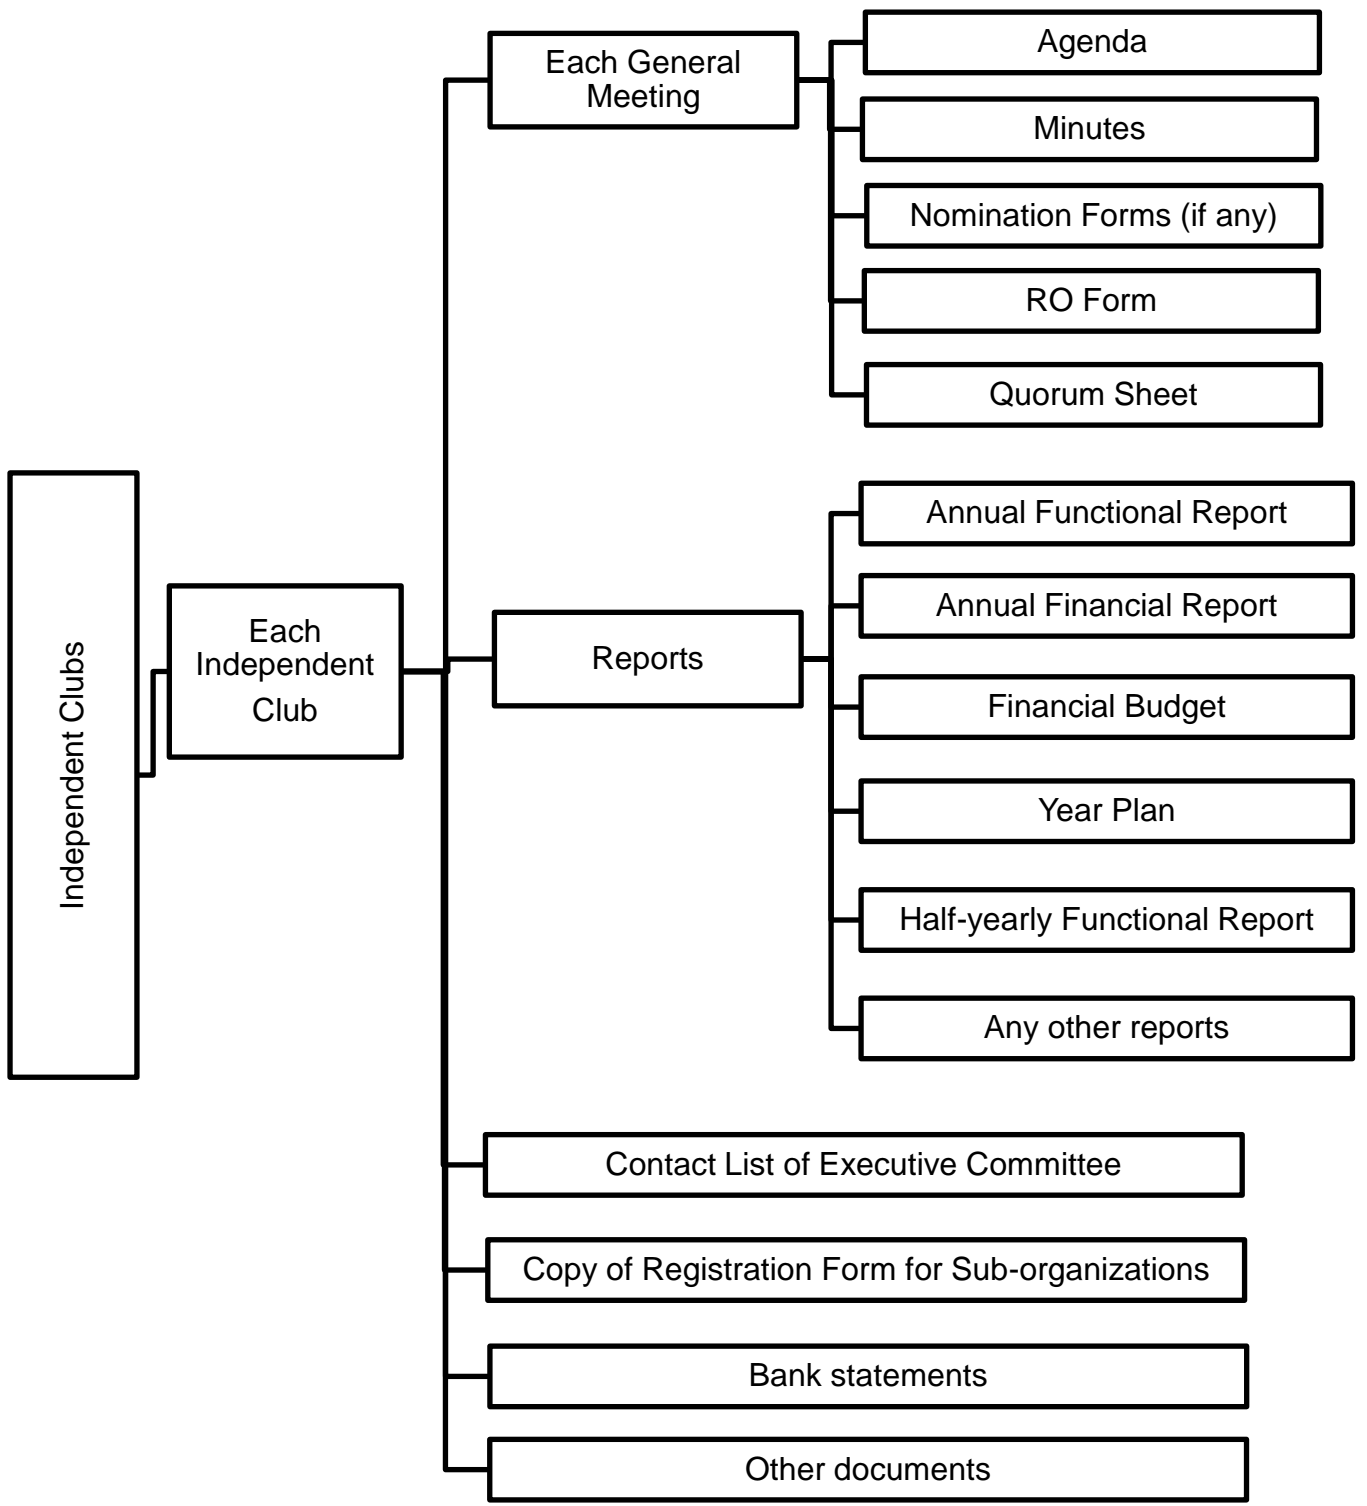 Independent Clubs
Each
Independent
Club
Each General
Meeting
Agenda
Minutes
Nomination Forms (if any)
RO Form
Quorum Sheet
Reports
Annual Functional Report
Annual Financial Report
Financial Budget
Year Plan
Half-yearly Functional Report
Any other reports
Contact List of Executive Committee
Copy of Registration Form for Sub-organizations
Bank statements
Other documents